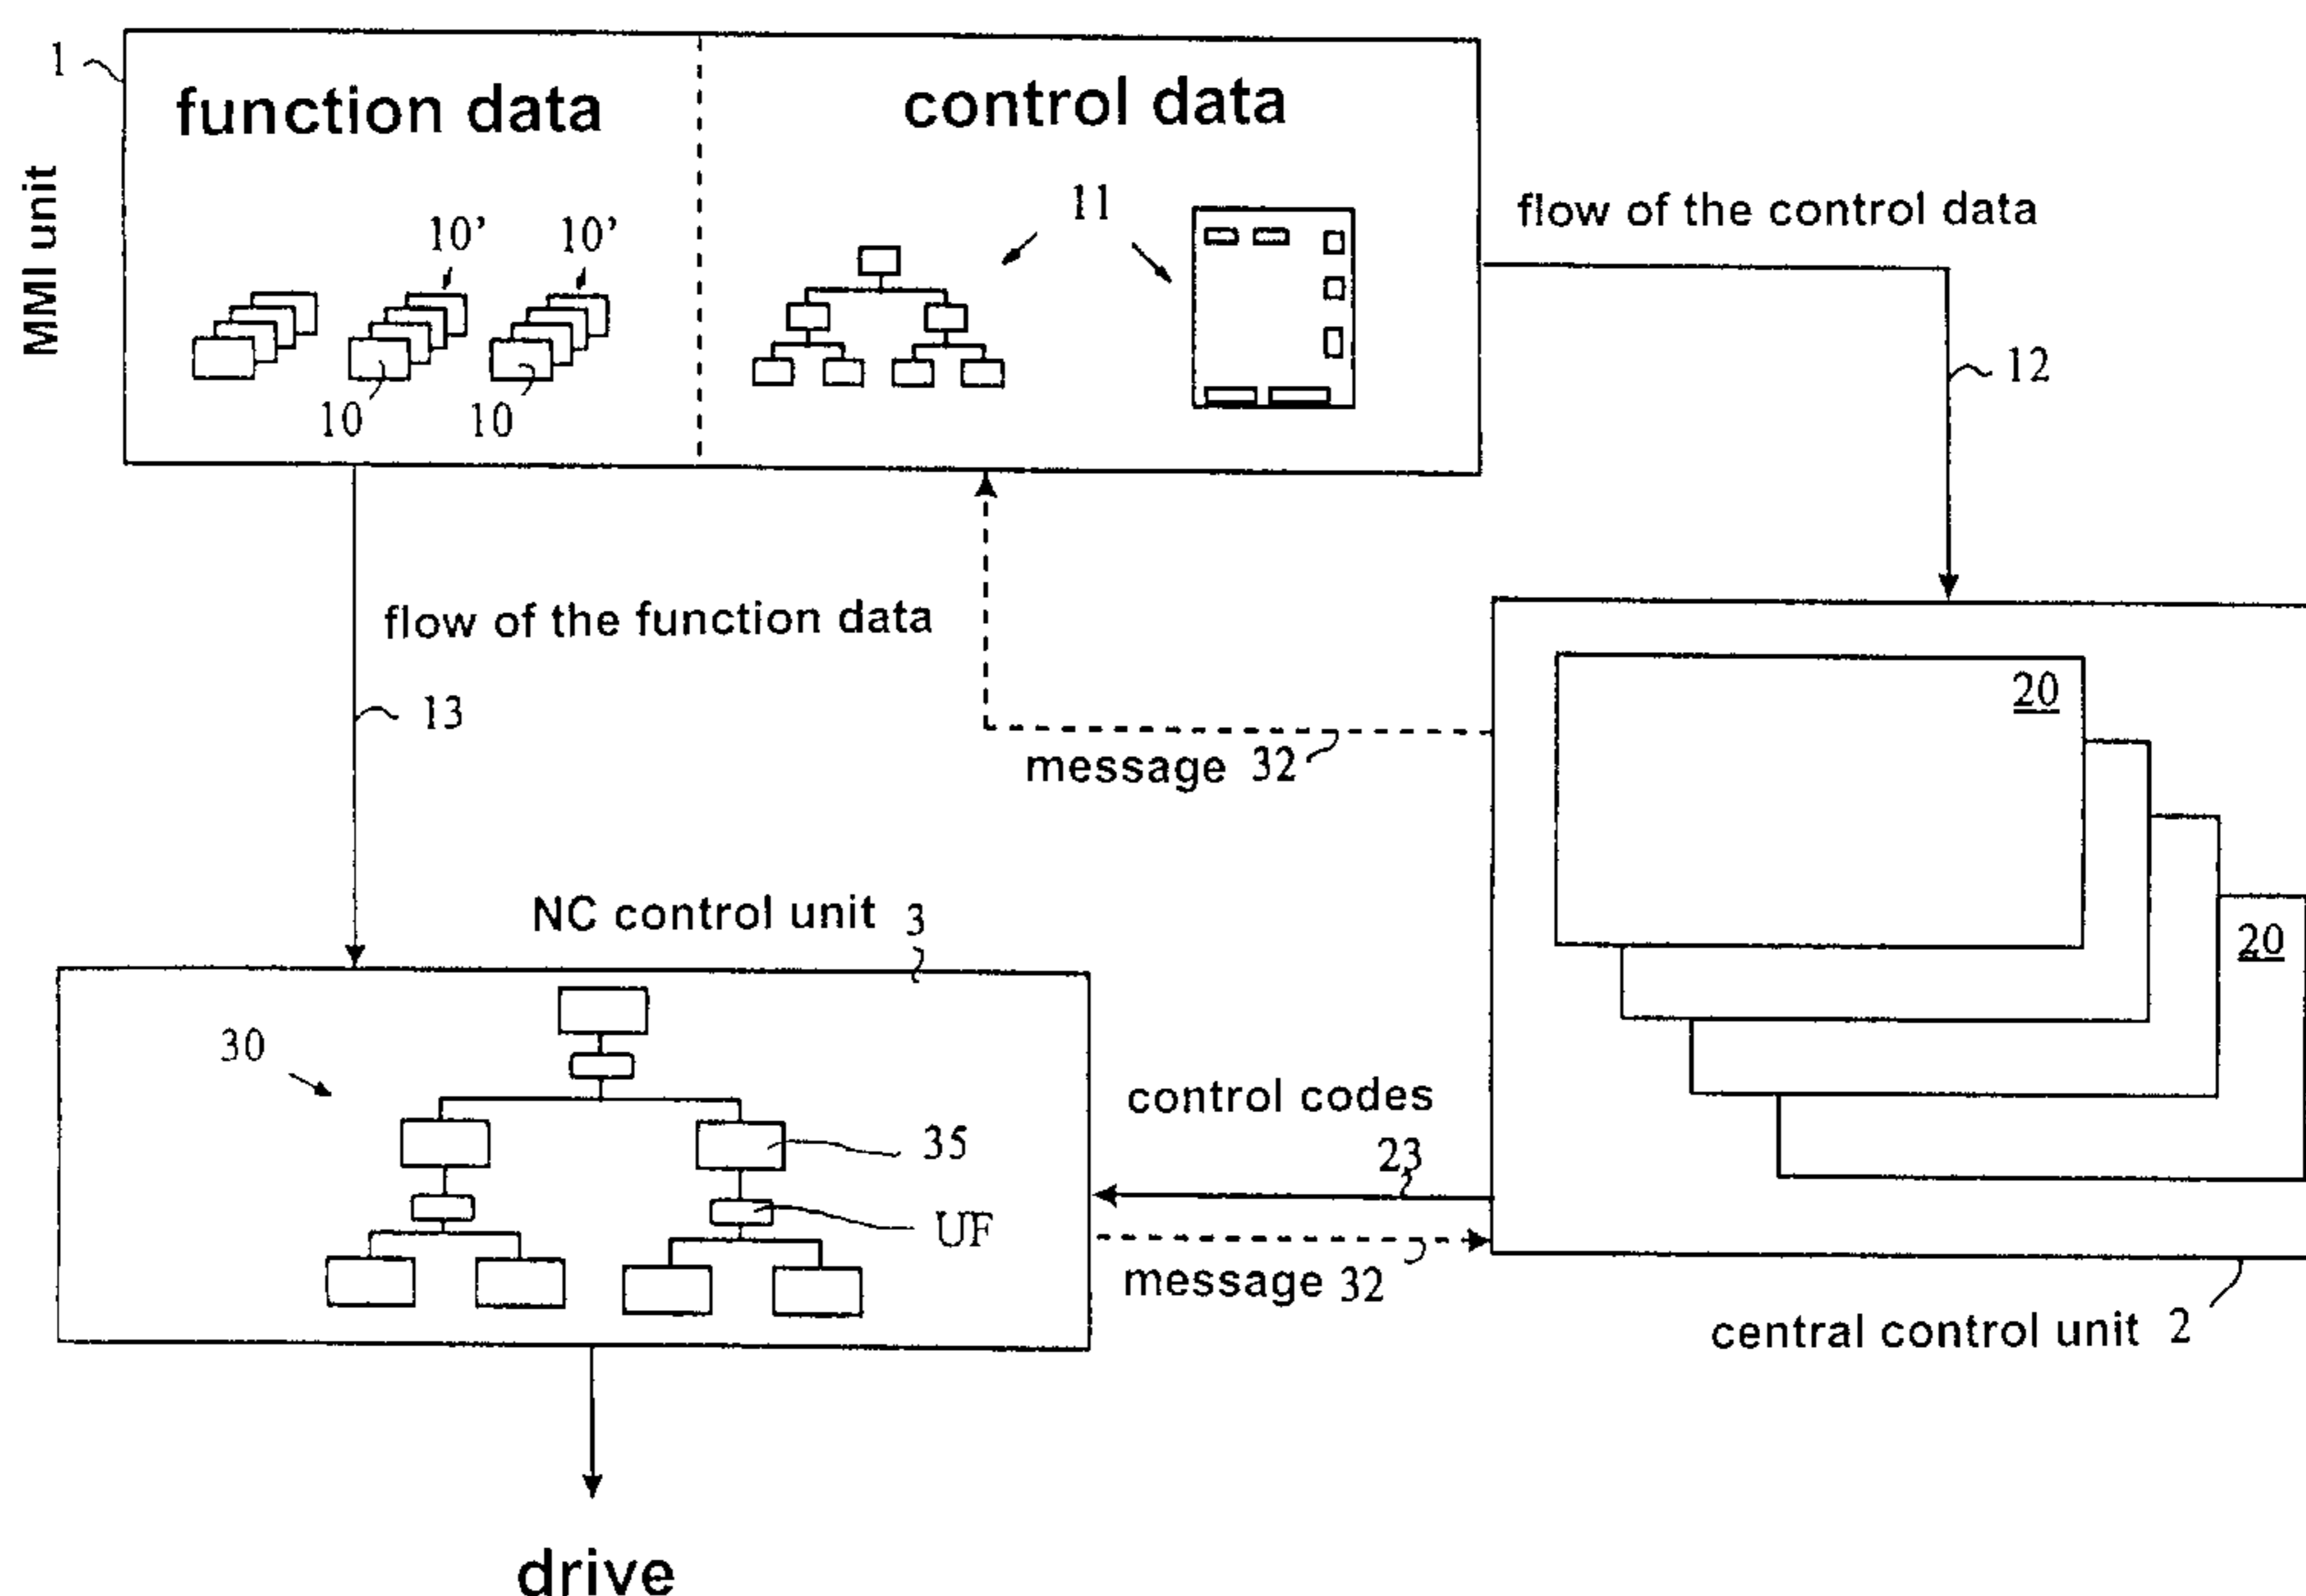 1
function data
control data
MMI unit
10'
10'
11
flow of the control data
10
10
12
flow of the function data
13
20
message 32
NC control unit 3
20
30
35
control codes
23
UF
message 32
central control unit 2
drive